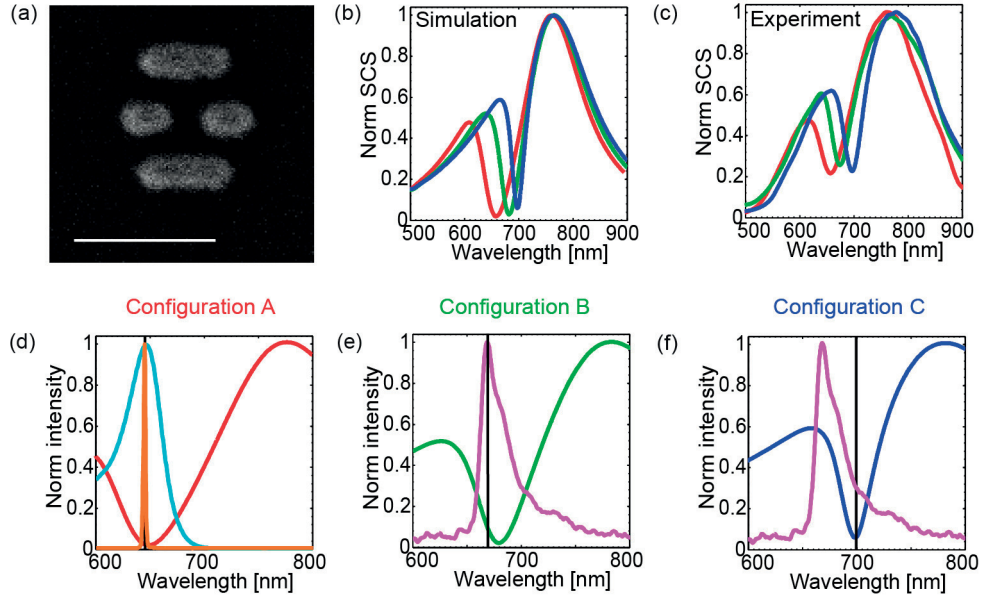 (a)
(b)
Simulation
1
0.8
0.6
0.4
0.2
0
Norm SCS
500 600 700 800 900
Wavelength [nm]
(c)
Experiment
1
0.8
0.6
0.4
0.2
0
Norm SCS
500 600 700 800 900
Wavelength [nm]
Configuration A
(d)
1
0.8
0.6
0.4
0.2
0
Norm intensity
600 700 800
Wavelength [nm]
Configuration B
(e)
1
0.8
0.6
0.4
0.2
0
Norm intensity
600 700 800
Wavelength [nm]
Configuration C
(f)
1
0.8
0.6
0.4
0.2
0
Norm intensity
600 700 800
Wavelength [nm]